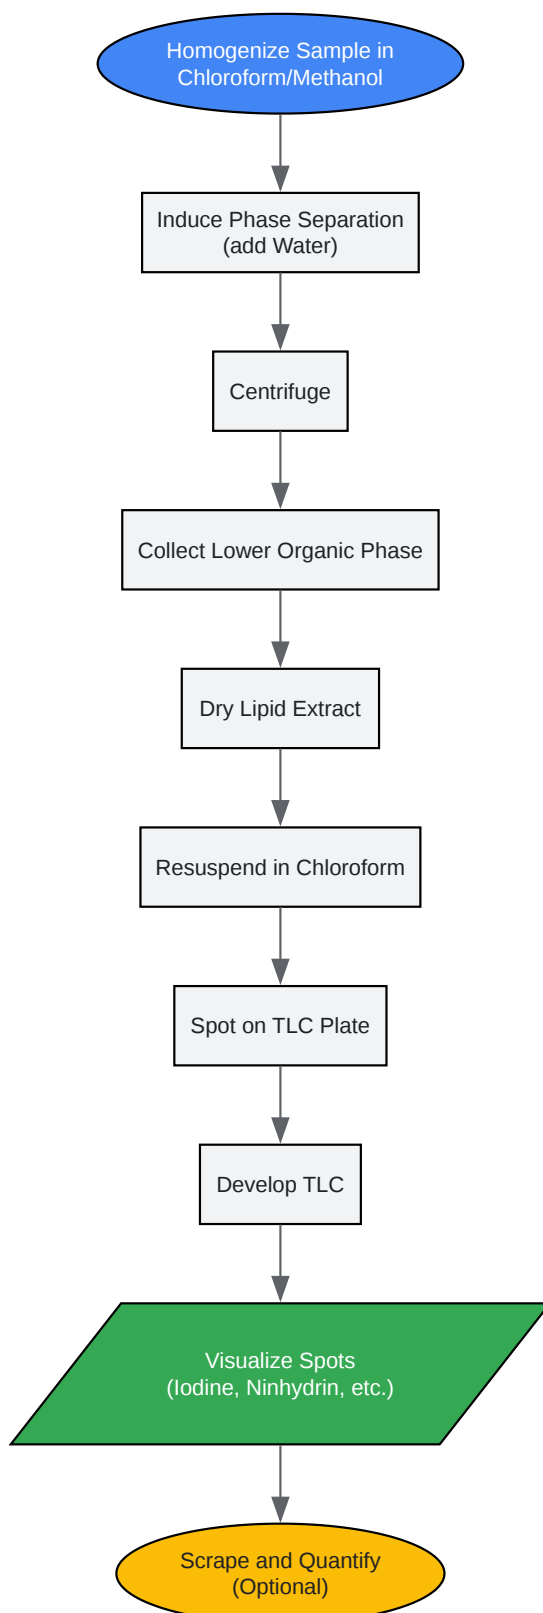 Homogenize Sample in
Chloroform/Methanol
Induce Phase Separation
(add Water)
Centrifuge
Collect Lower Organic Phase
Dry Lipid Extract
Resuspend in Chloroform
Spot on TLC Plate
Develop TLC
Visualize Spots
(Iodine, Ninhydrin, etc.)
Scrape and Quantify
(Optional)